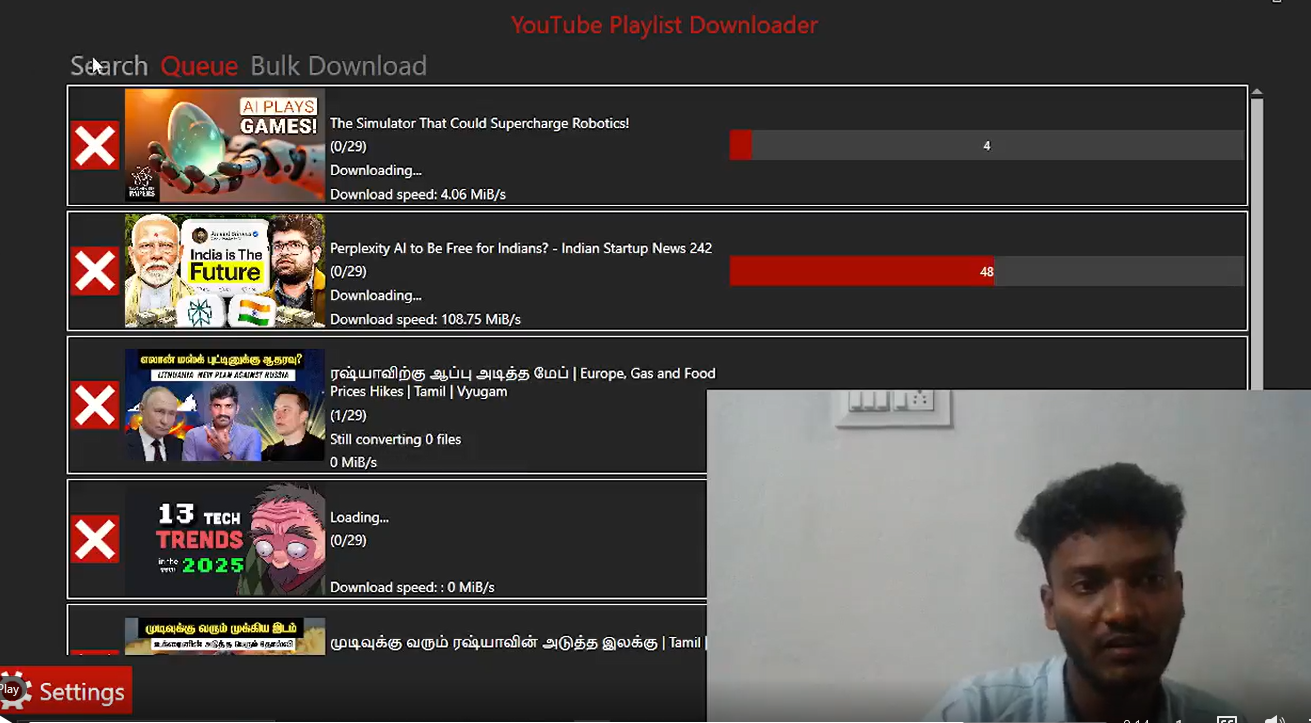 YouTube Playlist Downloader
Search Queue Bulk Download
AI PLAYS
GAMES!
The Simulator That Could Supercharge Robotics!
(0/29)
Downloading...
Download speed: 4.06 MiB/s
4
India is The
Future
Perplexity AI to Be Free for Indians? - Indian Startup News 242
(0/29)
Downloading...
Download speed: 108.75 MiB/s
48
எலான் மஸ்க் புட்டினுக்கு ஆதரவு?
LITHUANIA NEW PLAN AGAINST RUSSIA
ரஷ்யாவிற்கு ஆப்பு அடித்த மேப் | Europe, Gas and Food
Prices Hikes | Tamil | Vyugam
(1/29)
Still converting 0 files
0 MiB/s
13 TECH
TRENDS
in the
2025
Loading...
(0/29)
Download speed: : 0 MiB/s
முடிவுக்கு வரும் முக்கிய இடம்
முடிவுக்கு வரும் ரஷ்யாவின் அடுத்த இலக்கு | Tamil |
Play
Settings